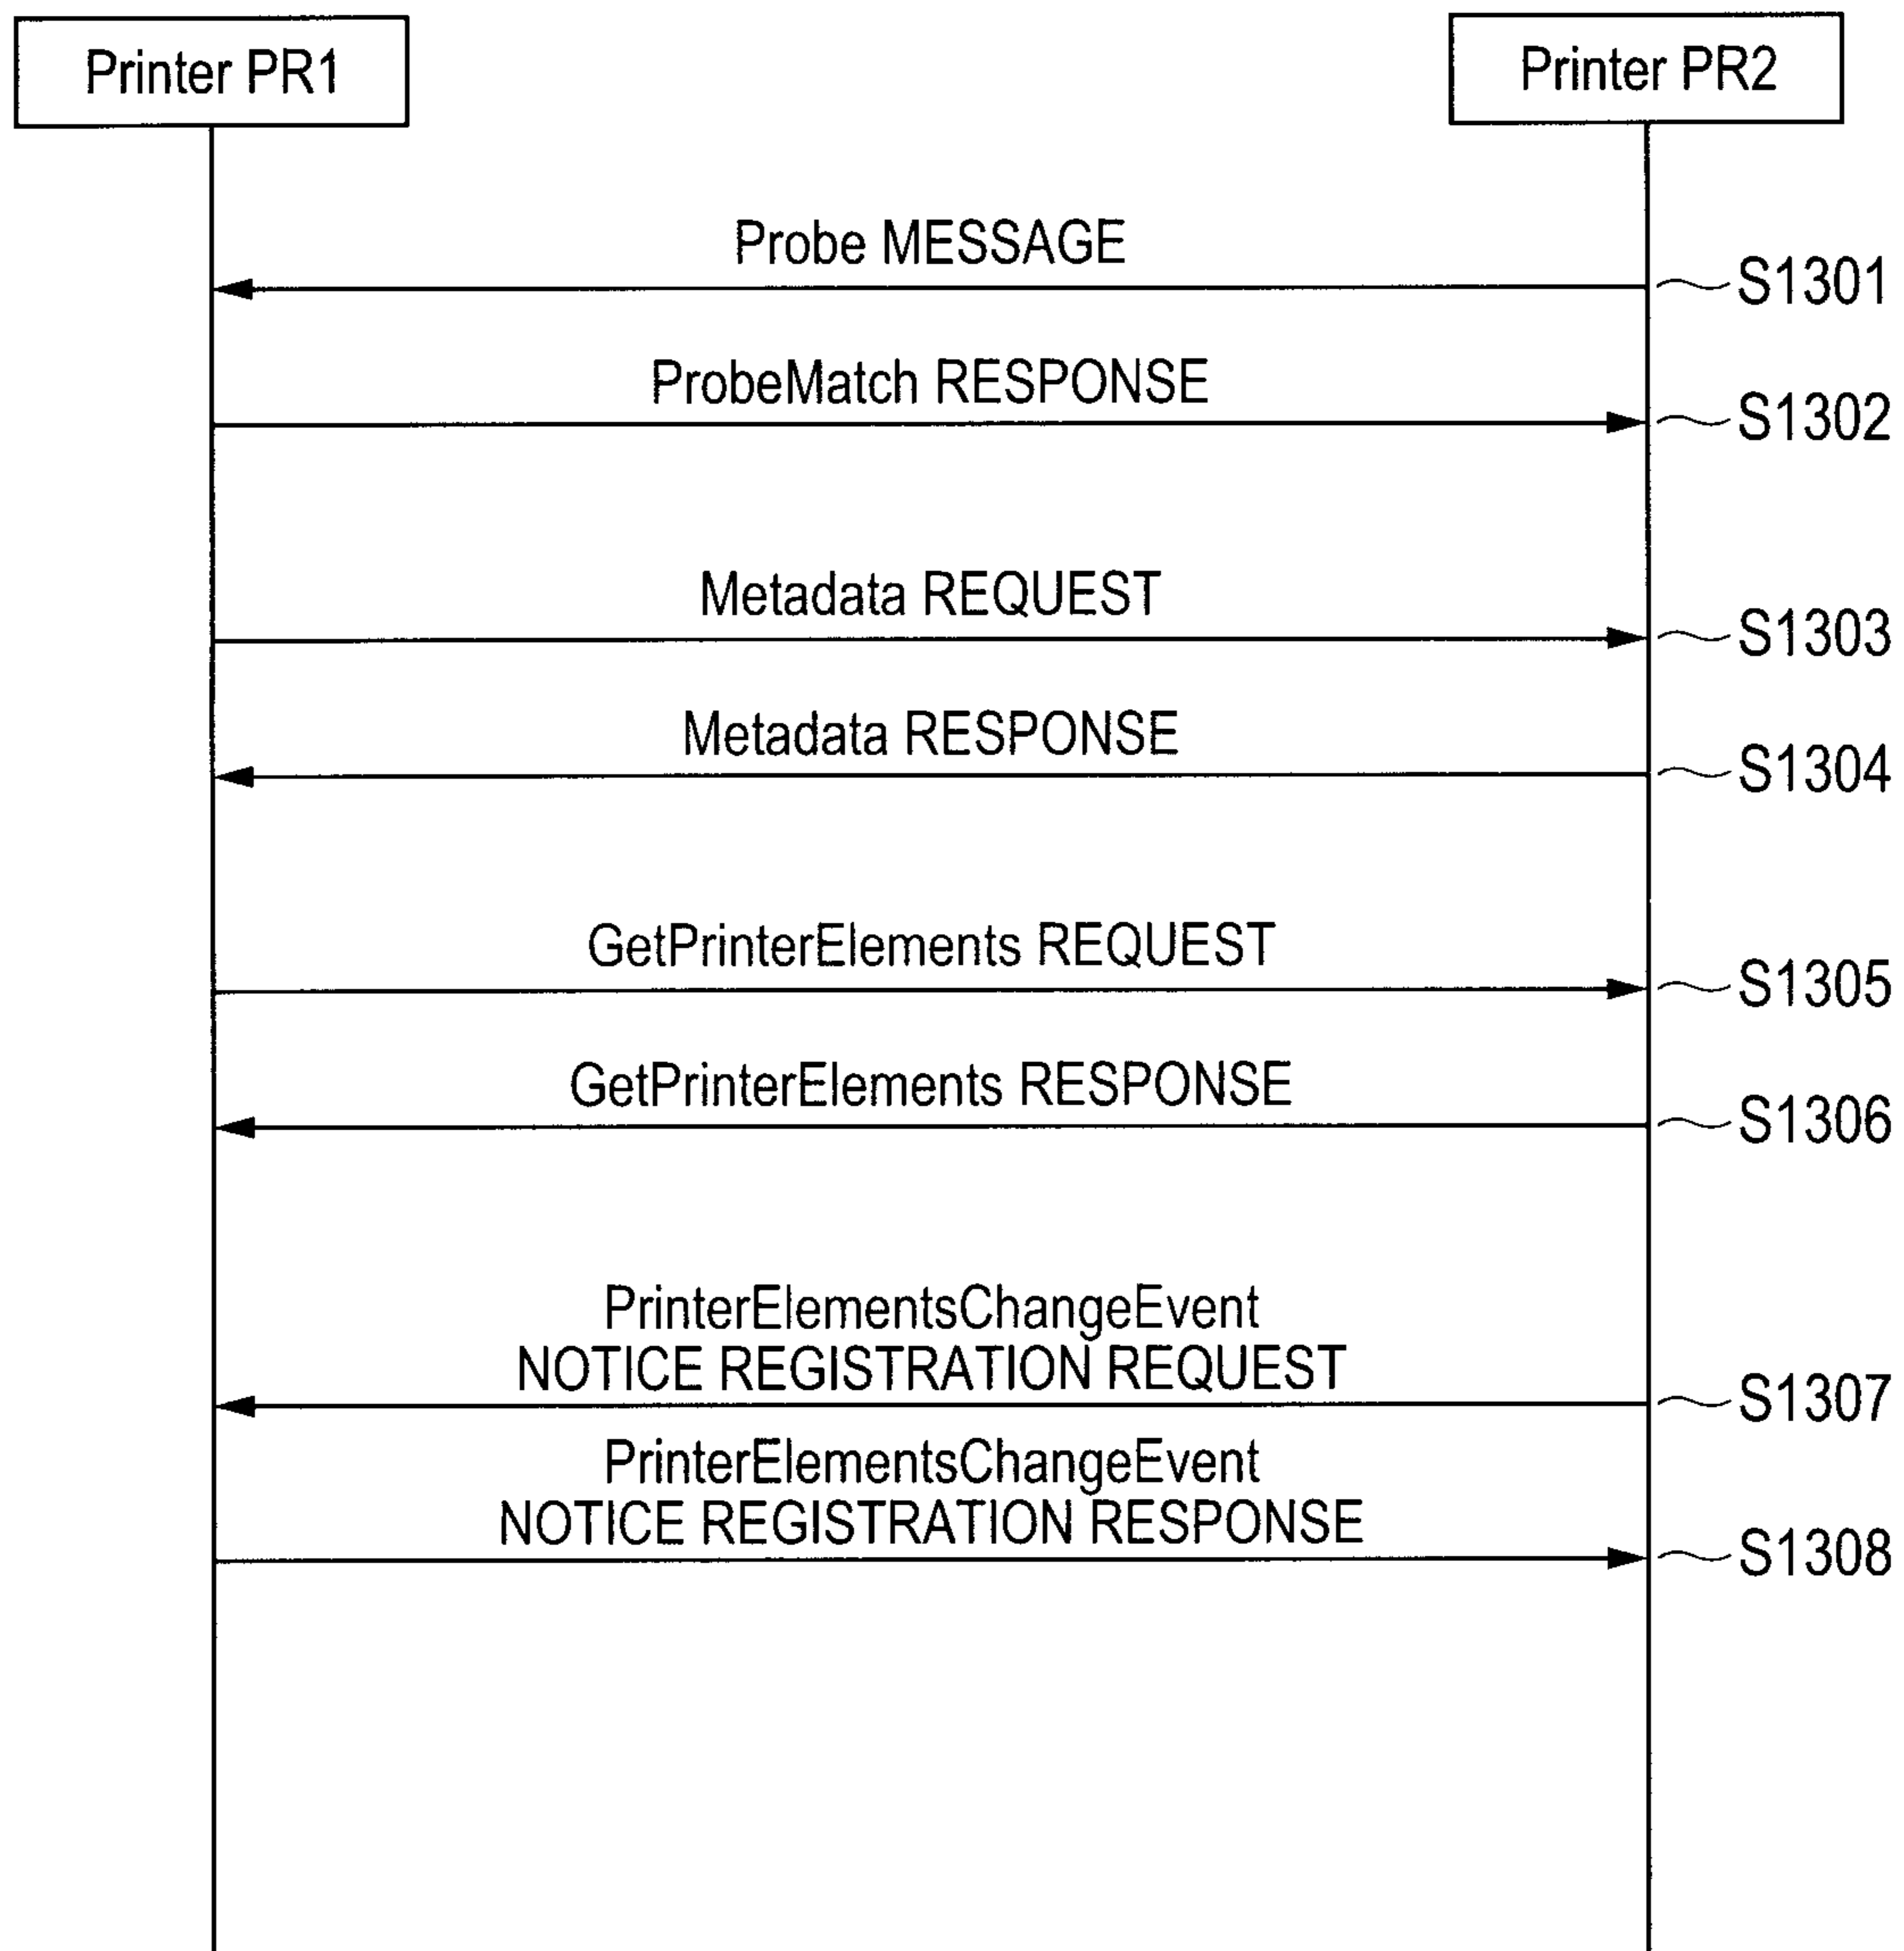 Printer PR1
Printer PR2
Probe MESSAGE
S1301
ProbeMatch RESPONSE
S1302
Metadata REQUEST
S1303
Metadata RESPONSE
S1304
GetPrinterElements REQUEST
S1305
GetPrinterElements RESPONSE
S1306
PrinterElementsChangeEvent
NOTICE REGISTRATION REQUEST
S1307
PrinterElementsChangeEvent
NOTICE REGISTRATION RESPONSE
S1308